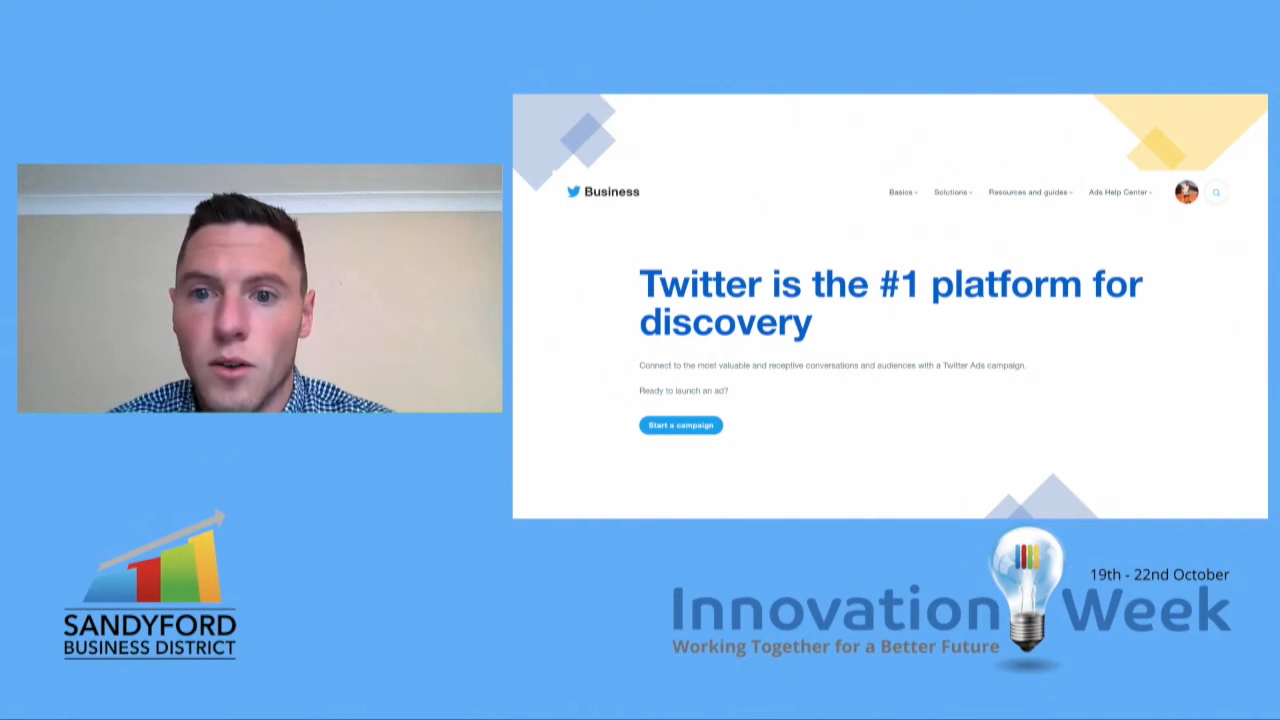 Business
Basics
Solutions
Resources and guides
Ads Help Center
Twitter is the #1 platform for
discovery
Connect to the most valuable and receptive conversations and audiences with a Twitter Ads campaign.
Ready to launch an ad?
Start a campaign
SANDYFORD
BUSINESS DISTRICT
19th - 22nd October
Innovation Week
Working Together for a Better Future